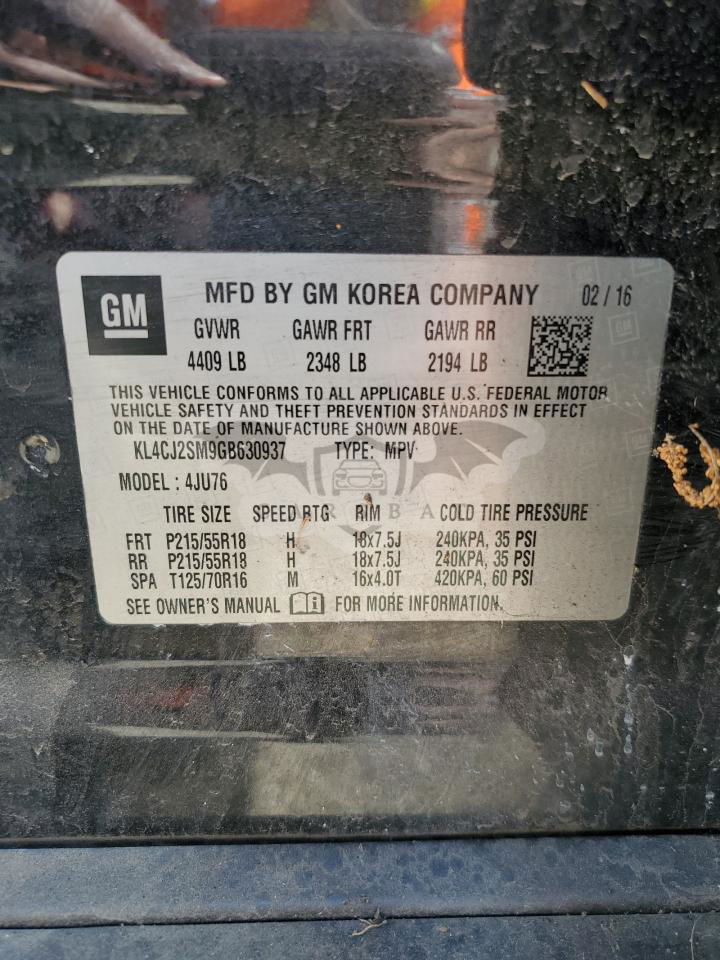 GM MFD BY GM KOREA COMPANY 02 / 16
GVWR GAWR FRT GAWR RR
4409 LB 2348 LB 2194 LB
THIS VEHICLE CONFORMS TO ALL APPLICABLE U.S. FEDERAL MOTOR
VEHICLE SAFETY AND THEFT PREVENTION STANDARDS IN EFFECT
ON THE DATE OF MANUFACTURE SHOWN ABOVE.
KL4CJ2SM9GB630937 TYPE: MPV
MODEL : 4JU76
TIRE SIZE SPEED RTG RIM COLD TIRE PRESSURE
FRT P215/55R18 H 18x7.5J 240KPA, 35 PSI
RR P215/55R18 H 18x7.5J 240KPA, 35 PSI
SPA T125/70R16 M 16x4.0T 420KPA, 60 PSI
SEE OWNER'S MANUAL FOR MORE INFORMATION.